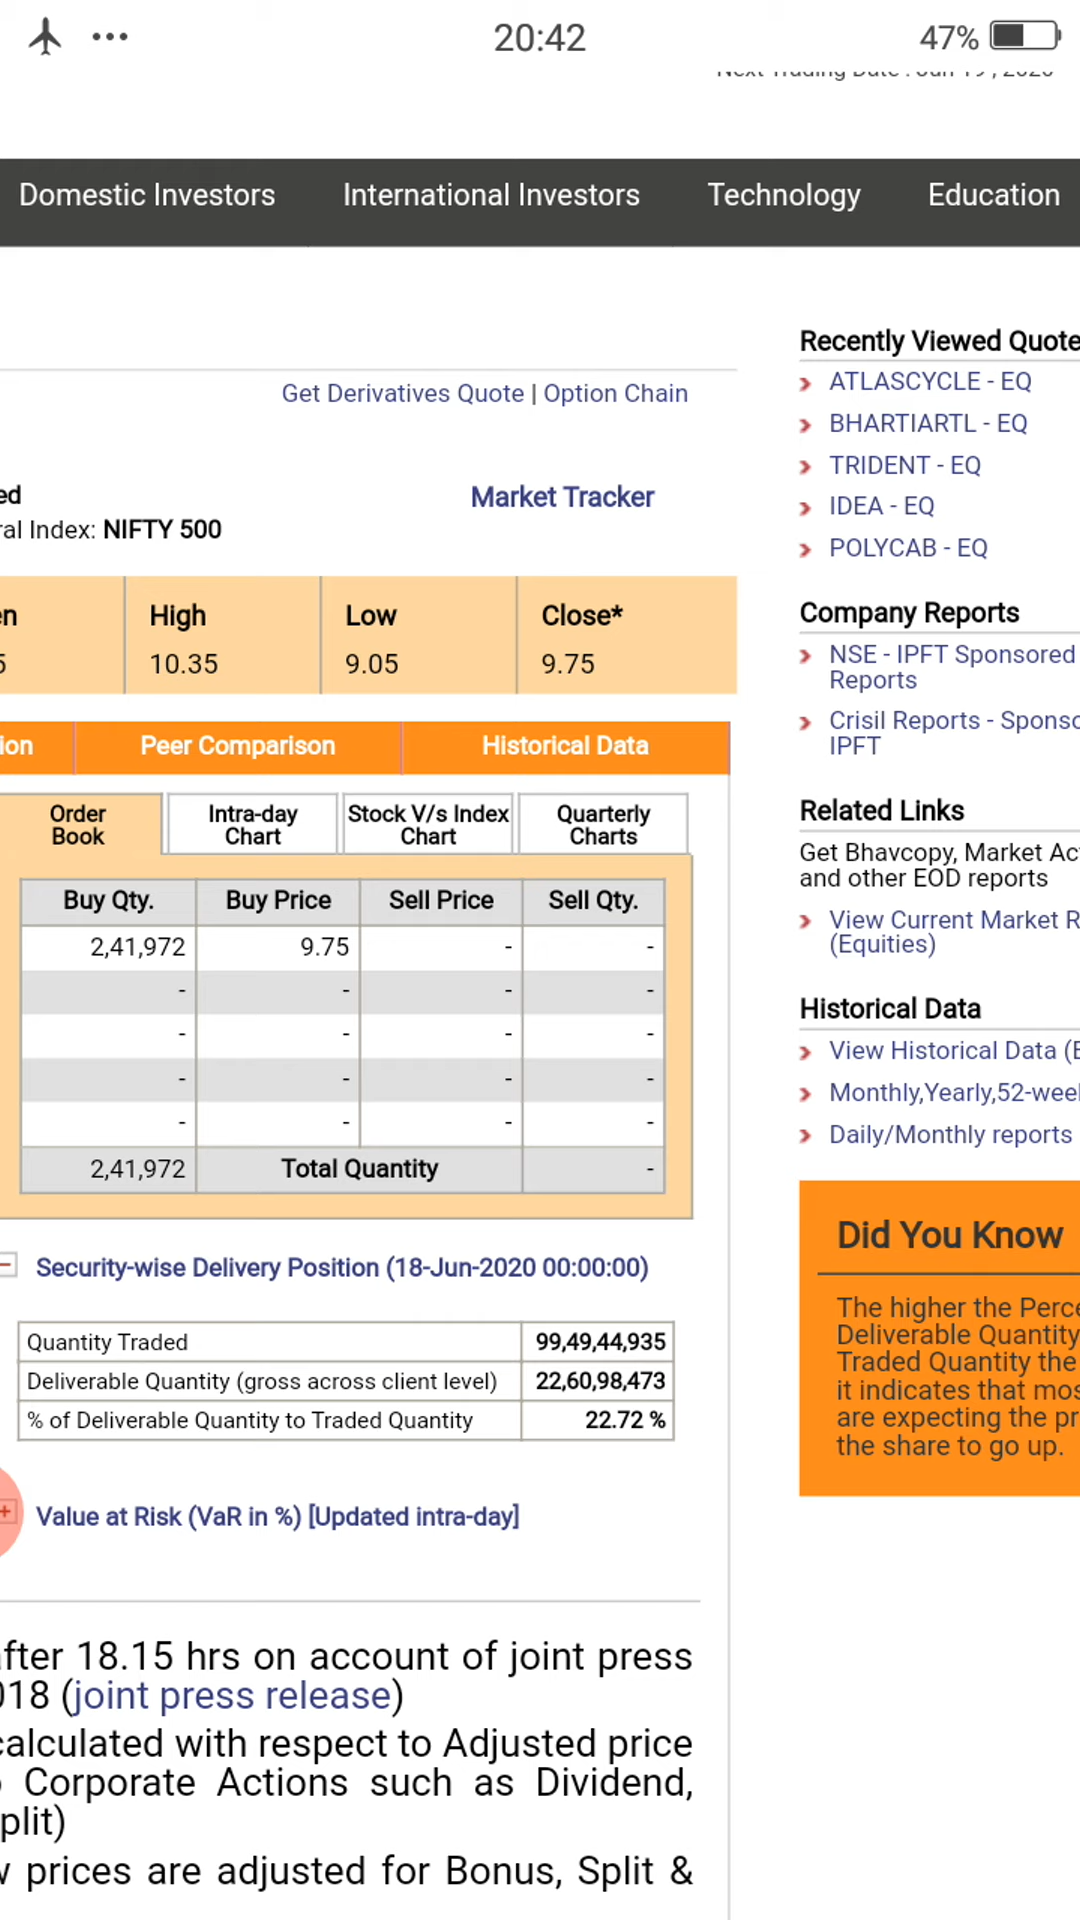 20:42
47%
Next Trading Date : Jun 19 , 2020
Domestic Investors International Investors Technology Education
Get Derivatives Quote | Option Chain
ed
Market Tracker
ral Index: NIFTY 500
en High Low Close*
5 10.35 9.05 9.75
ion Peer Comparison Historical Data
Order Book
Intra-day Chart
Stock V/s Index Chart
Quarterly Charts
Buy Qty. Buy Price Sell Price Sell Qty.
2,41,972 9.75 - -
- - - -
- - - -
- - - -
- - - -
2,41,972 Total Quantity -
Security-wise Delivery Position (18-Jun-2020 00:00:00)
Quantity Traded 99,49,44,935
Deliverable Quantity (gross across client level) 22,60,98,473
% of Deliverable Quantity to Traded Quantity 22.72 %
Value at Risk (VaR in %) [Updated intra-day]
after 18.15 hrs on account of joint press
018 (joint press release)
calculated with respect to Adjusted price
o Corporate Actions such as Dividend,
plit)
w prices are adjusted for Bonus, Split &
Recently Viewed Quote
ATLASCYCLE - EQ
BHARTIARTL - EQ
TRIDENT - EQ
IDEA - EQ
POLYCAB - EQ
Company Reports
NSE - IPFT Sponsored
Reports
Crisil Reports - Sponso
IPFT
Related Links
Get Bhavcopy, Market Ac
and other EOD reports
View Current Market R
(Equities)
Historical Data
View Historical Data (E
Monthly,Yearly,52-weel
Daily/Monthly reports
Did You Know
The higher the Perce
Deliverable Quantity
Traded Quantity the
it indicates that mos
are expecting the pr
the share to go up.